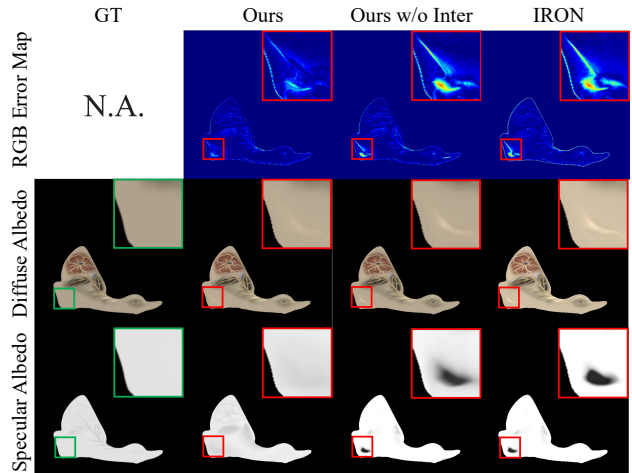 GT Ours Ours w/o Inter IRON
RGB Error Map
N.A.
Diffuse Albedo
Specular Albedo